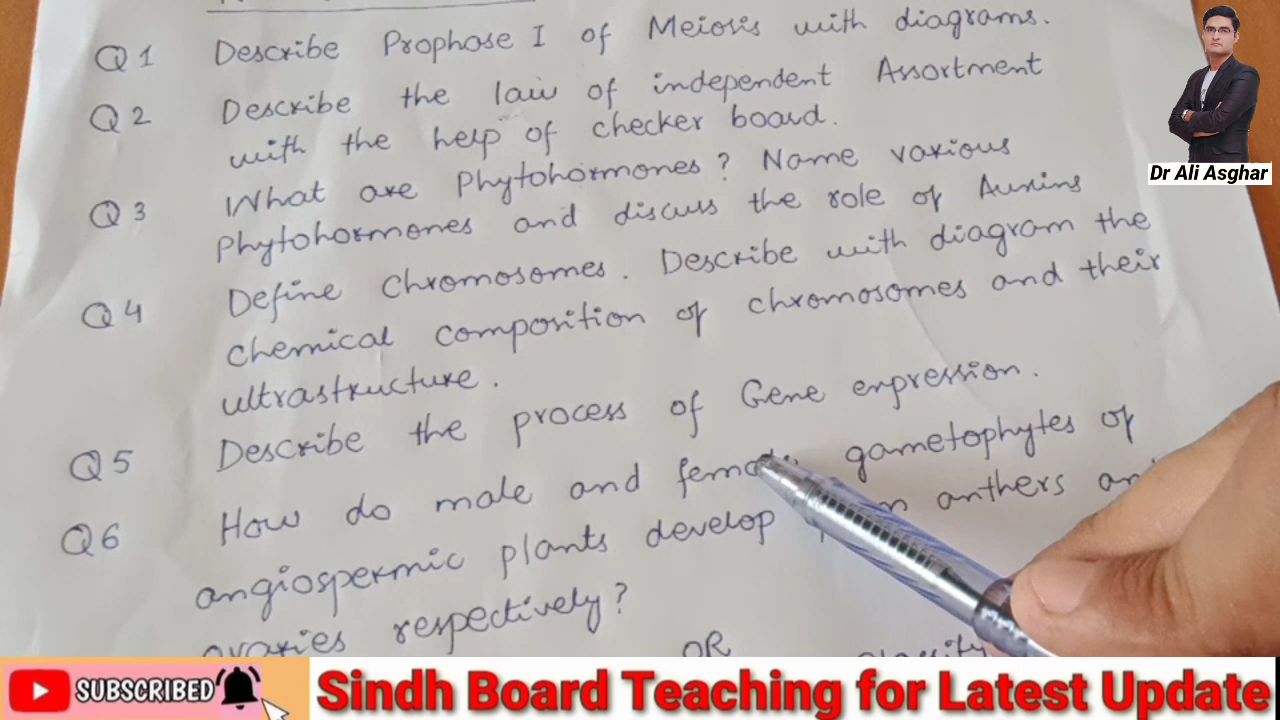 Q1 Describe Prophase I of Meiosis with diagrams.
Q2 Describe the law of independent Assortment
with the help of checker board.
Q3 What are Phytohormones? Name various
Phytohormones and discuss the role of Auxins
Q4 Define Chromosomes. Describe with diagram the
chemical composition of chromosomes and their
ultrastructure.
Q5 Describe the process of Gene expression.
Q6 How do male and female gametophytes of
angiospermic plants develop anthers
ovaries respectively?
OR
Dr Ali Asghar
SUBSCRIBED
Sindh Board Teaching for Latest Update